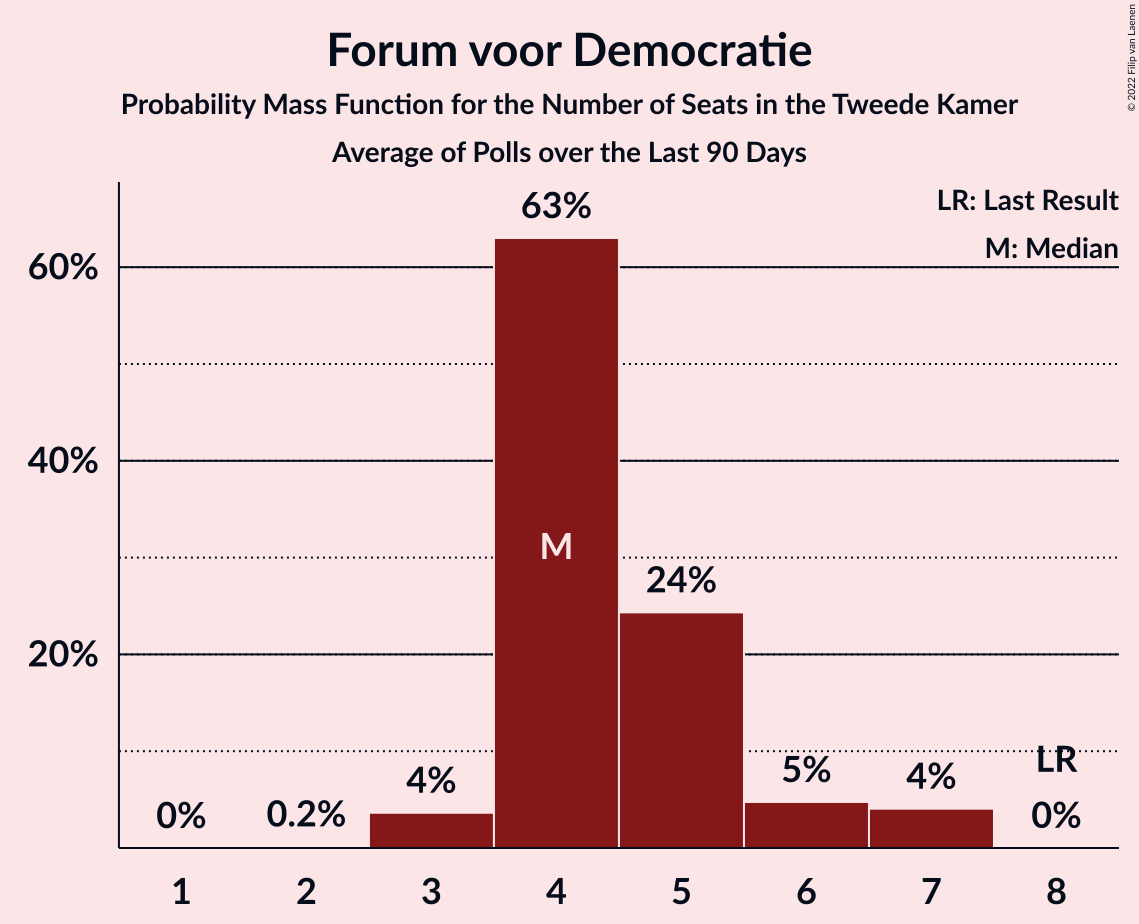 Forum voor Democratie
Probability Mass Function for the Number of Seats in the Tweede Kamer
Average of Polls over the Last 90 Days
© 2022 Filip van Laenen
LR: Last Result
M: Median
63%
60%
40%
M
24%
20%
LR
0%
0.2%
4%
5%
4%
0%
1 2 3 4 5 6 7 8